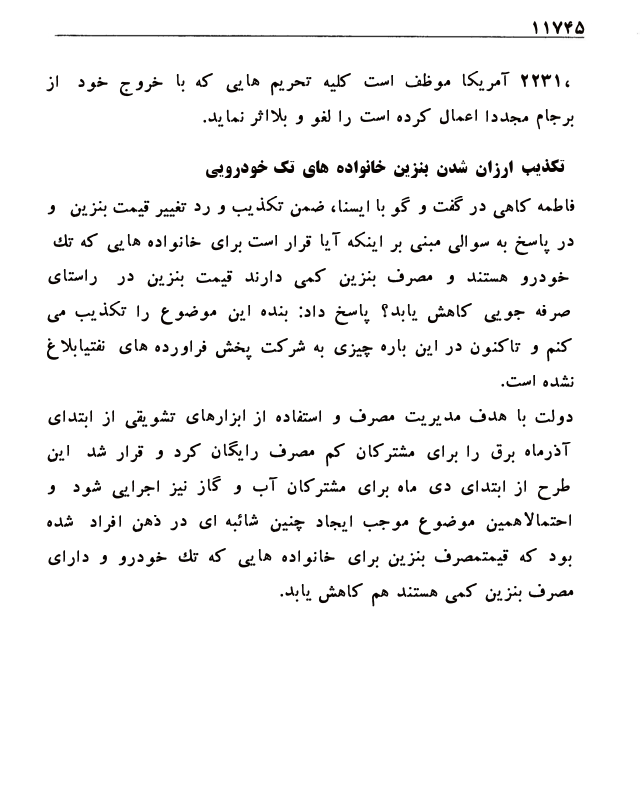 ۱۱۷۴۵
۲۲۳۱، آمریکا موظف است کلیه تحریم هایی که با خروج خود از
برجام مجددا اعمال کرده است را لغو و بلااثر نماید.
تکذیب ارزان شدن بنزین خانواده های تک خودرویی
فاطمه کاهی در گفت و گو با ایسنا، ضمن تکذیب و رد تغییر قیمت بنزین و
در پاسخ به سوالی مبنی بر اینکه آیا قرار است برای خانواده هایی که تك
خودرو هستند و مصرف بنزین کمی دارند قیمت بنزین در راستای
صرفه جویی کاهش یابد؟ پاسخ داد: بنده این موضوع را تکذیب می
کنم و تاکنون در این باره چیزی به شرکت پخش فراورده های نفتیابلاغ
نشده است.
دولت با هدف مدیریت مصرف و استفاده از ابزارهای تشویقی از ابتدای
آذرماه برق را برای مشترکان کم مصرف رایگان کرد و قرار شد این
طرح از ابتدای دی ماه برای مشترکان آب و گاز نیز اجرایی شود و
احتمالاهمین موضوع موجب ایجاد چنین شائبه ای در ذهن افراد شده
بود که قیمتمصرف بنزین برای خانواده هایی که تك خودرو و دارای
مصرف بنزین کمی هستند هم کاهش یابد.